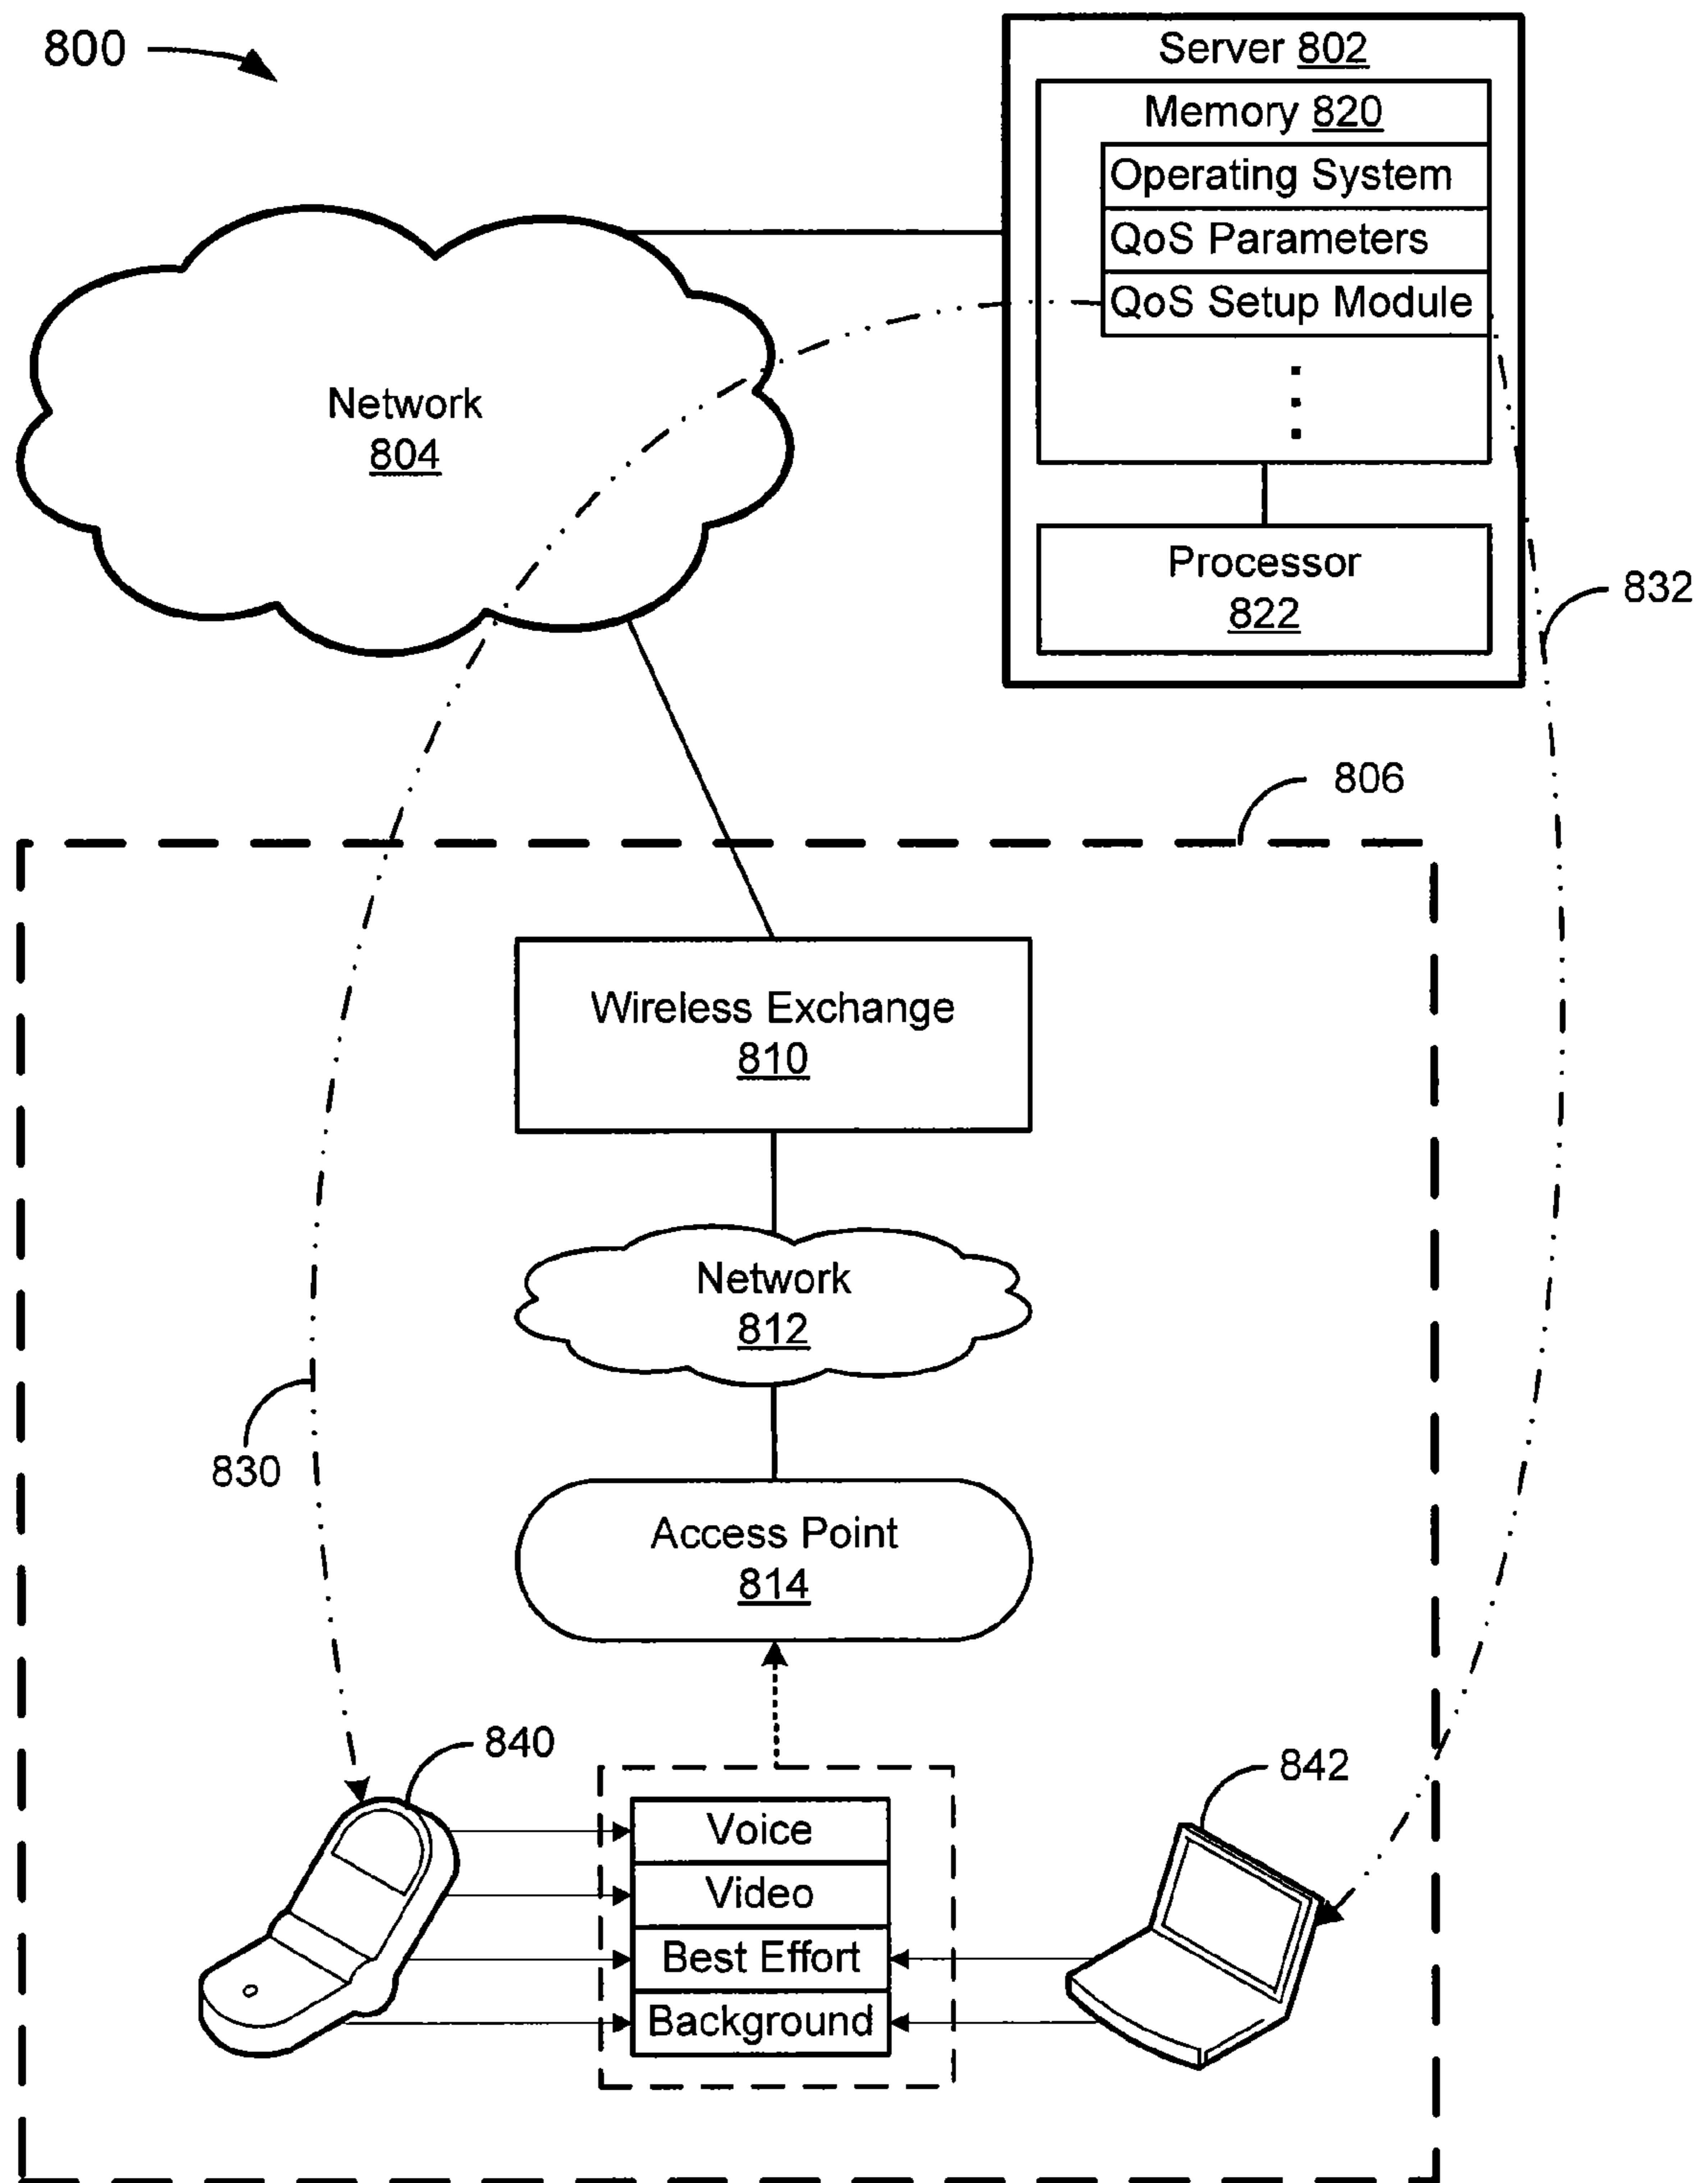 800
Server 802
Memory 820
Operating System
QoS Parameters
QoS Setup Module
Network
804
Processor
822
832
806
Wireless Exchange
810
Network
812
830
Access Point
814
840
842
Voice
Video
Best Effort
Background